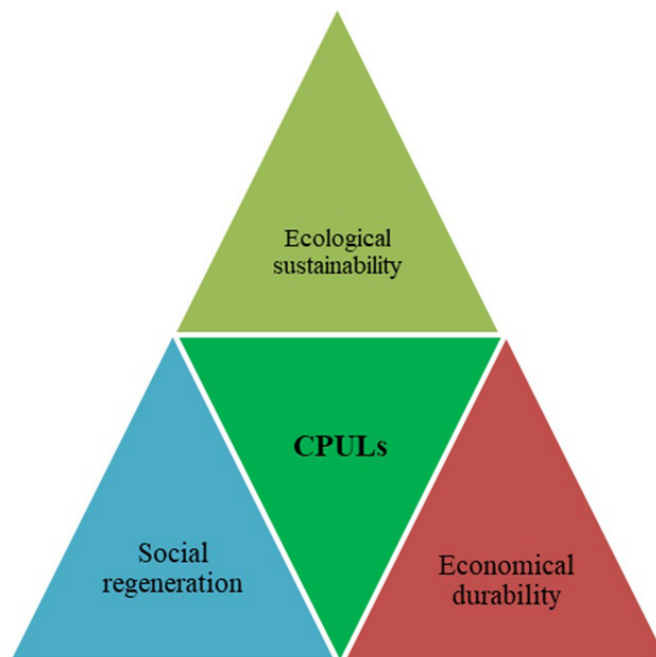 Ecological
sustainability
CPULs
Social
regeneration
Economical
durability